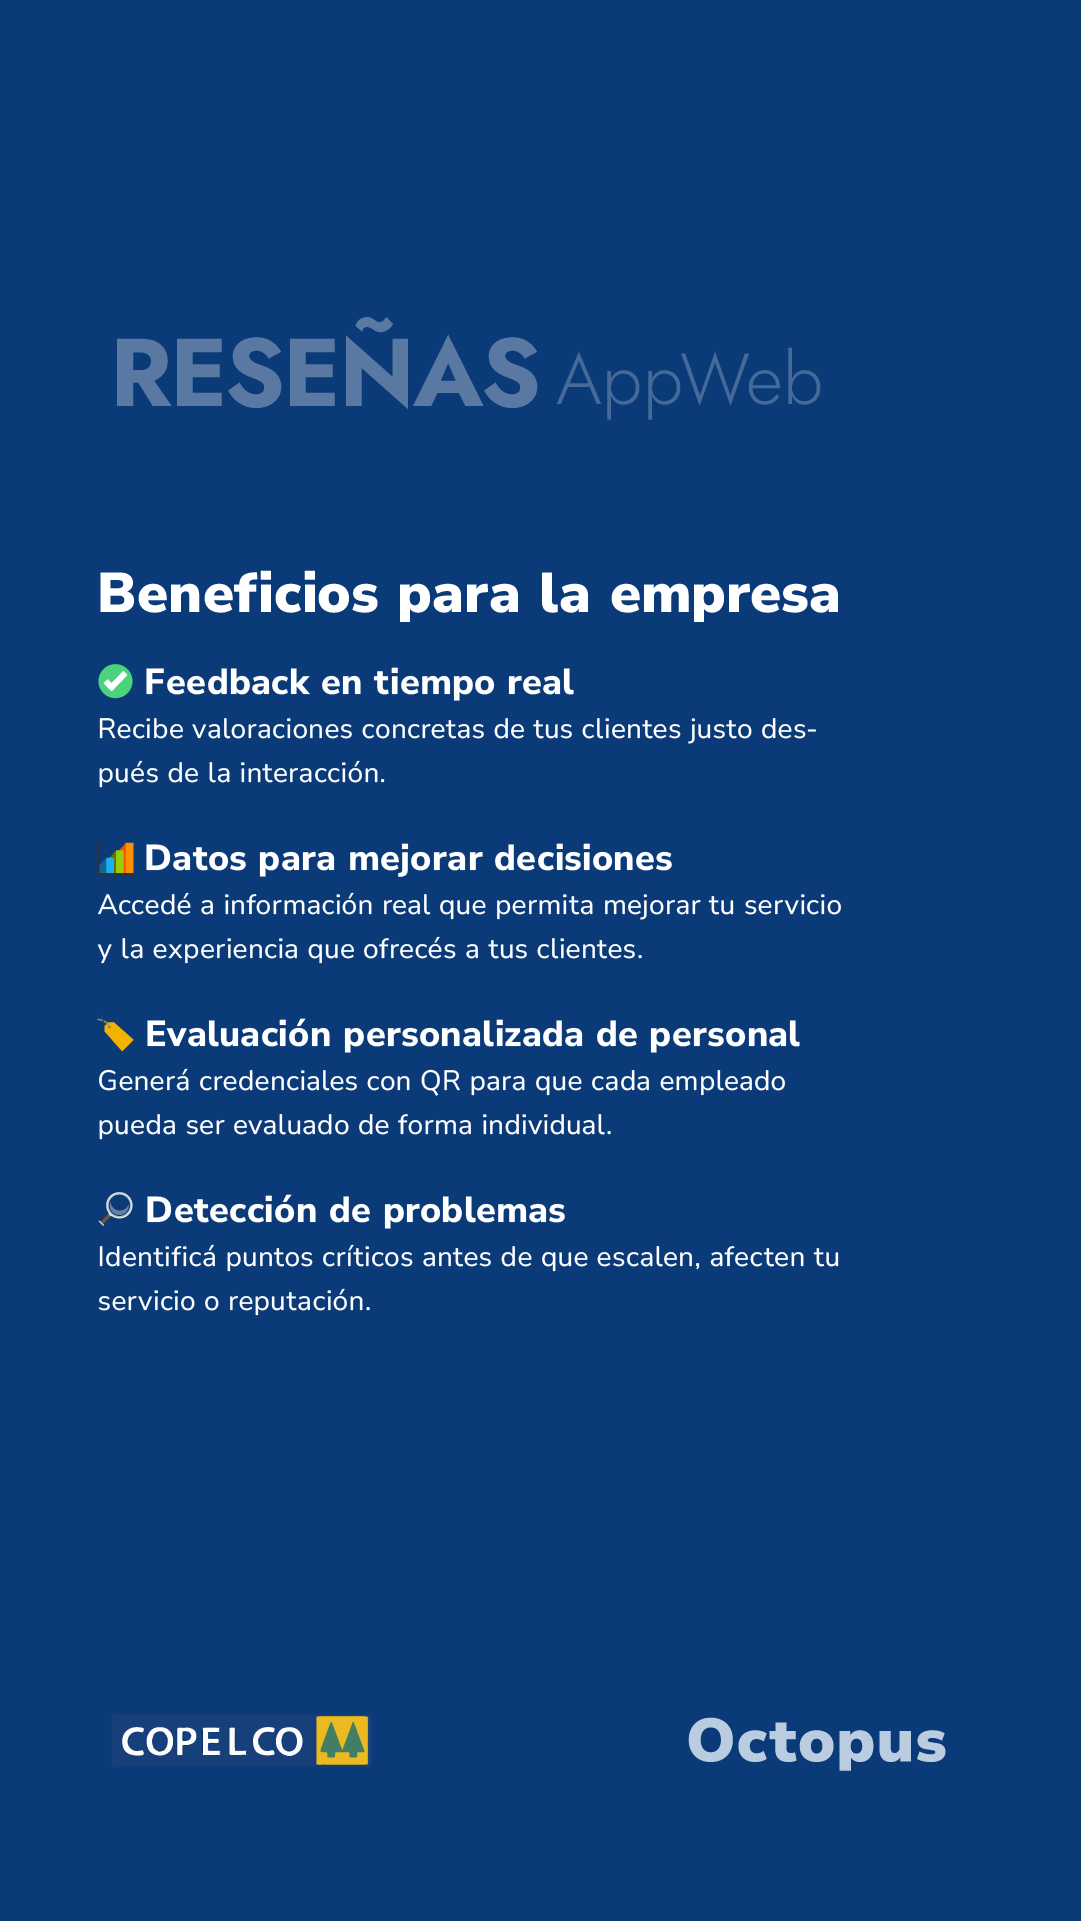 RESEÑAS AppWeb
Beneficios para la empresa
✅ Feedback en tiempo real
Recibe valoraciones concretas de tus clientes justo des-
pués de la interacción.
📊 Datos para mejorar decisiones
Accedé a información real que permita mejorar tu servicio
y la experiencia que ofrecés a tus clientes.
🏷️ Evaluación personalizada de personal
Generá credenciales con QR para que cada empleado
pueda ser evaluado de forma individual.
🔎 Detección de problemas
Identificá puntos críticos antes de que escalen, afecten tu
servicio o reputación.
COPELCO
Octopus